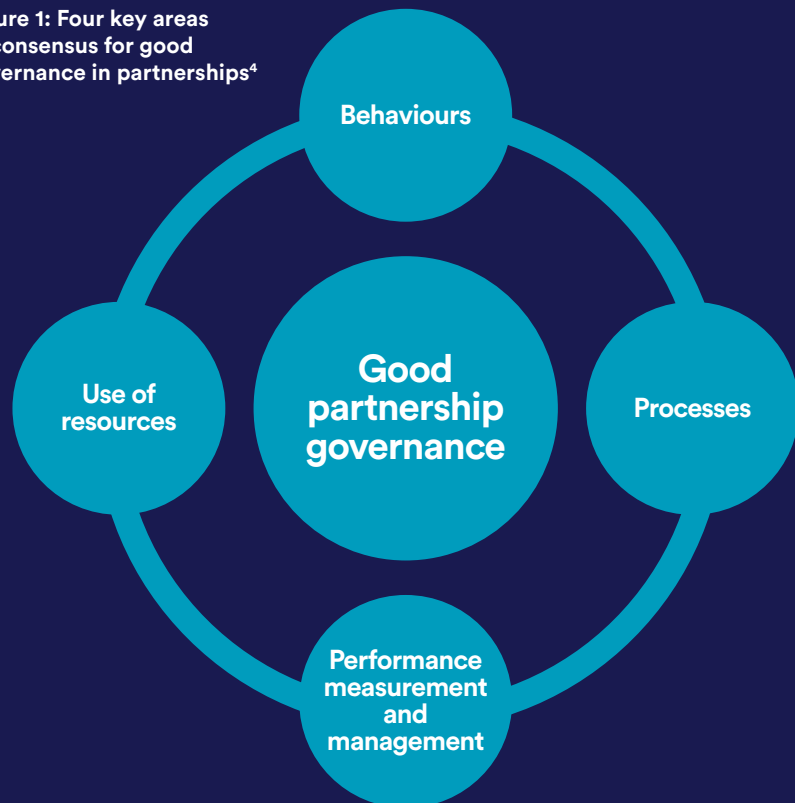 ure 1: Four key areas
consensus for good
vernance in partnerships⁴
Behaviours
Use of
resources
Good
partnership
governance
Processes
Performance
measurement
and
management